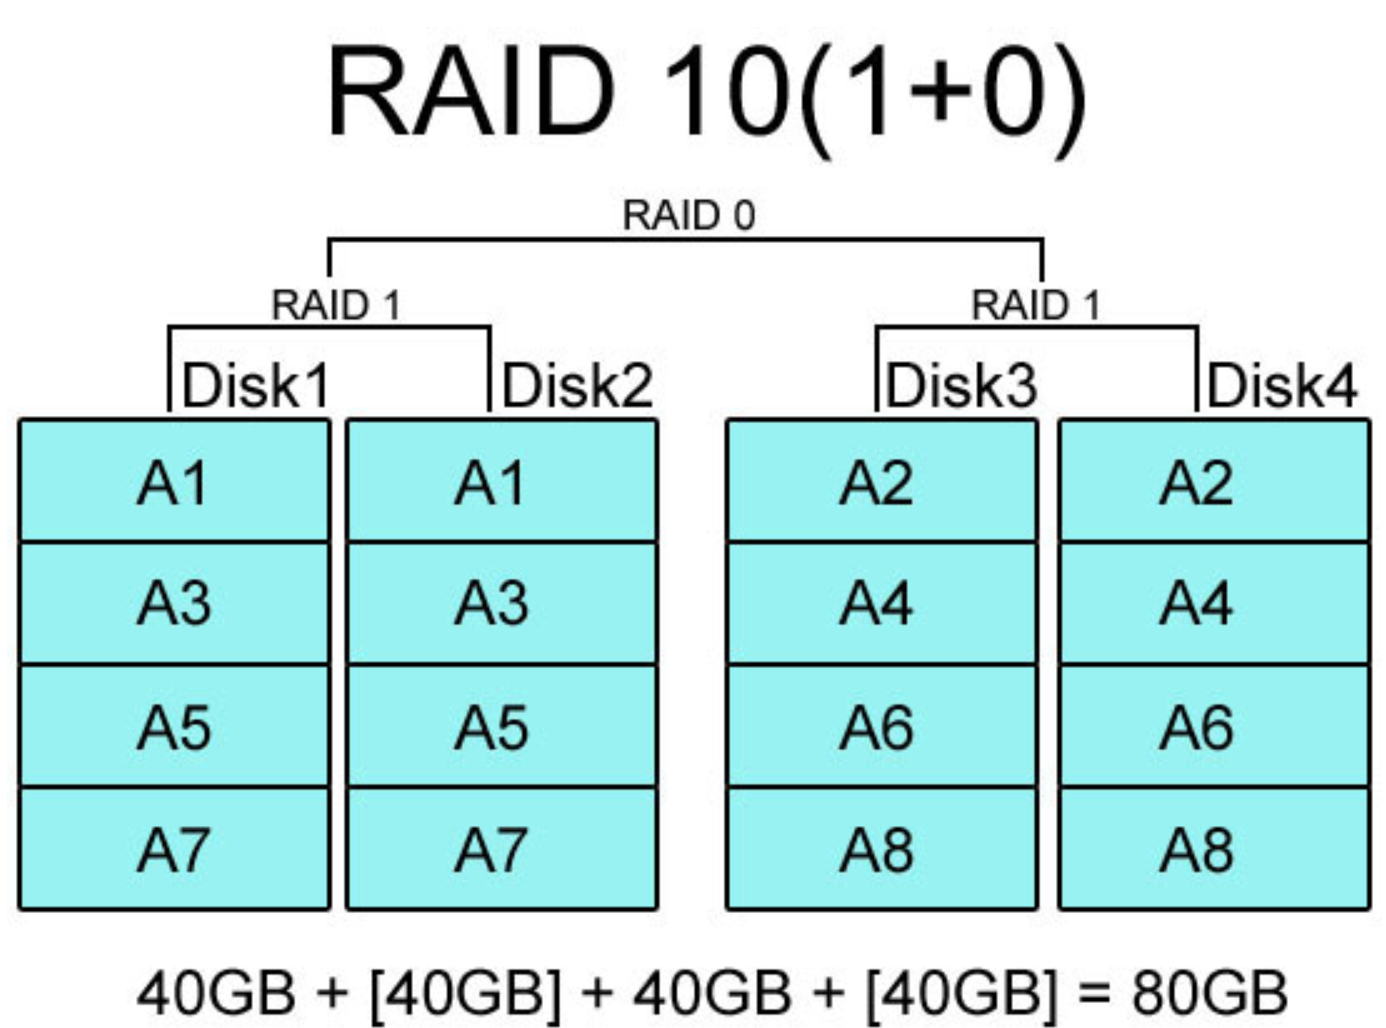 RAID 10(1+0)
RAID 0
RAID 1 RAID 1
Disk1 Disk2 Disk3 Disk4
A1 A1 A2 A2
A3 A3 A4 A4
A5 A5 A6 A6
A7 A7 A8 A8
40GB + [40GB] + 40GB + [40GB] = 80GB